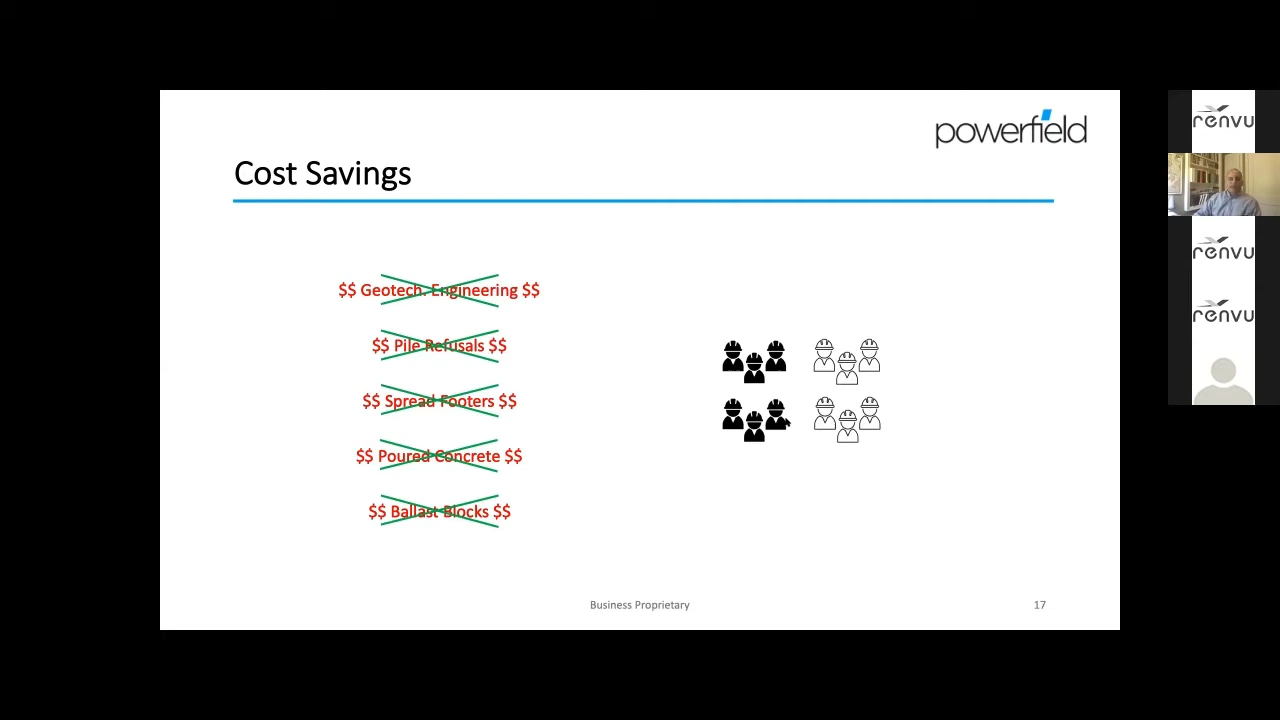 powerfield
Cost Savings
$$ Geotech. Engineering $$
$$ Pile Refusals $$
$$ Spread Footers $$
$$ Poured Concrete $$
$$ Ballast Blocks $$
Business Proprietary
17
renvu
renvu
renvu